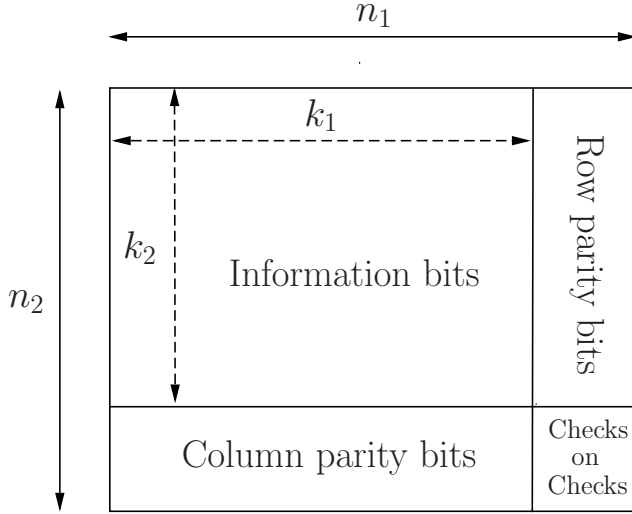 n₁
k₁
k₂
n₂
Information bits
Row parity bits
Column parity bits
Checks
on
Checks